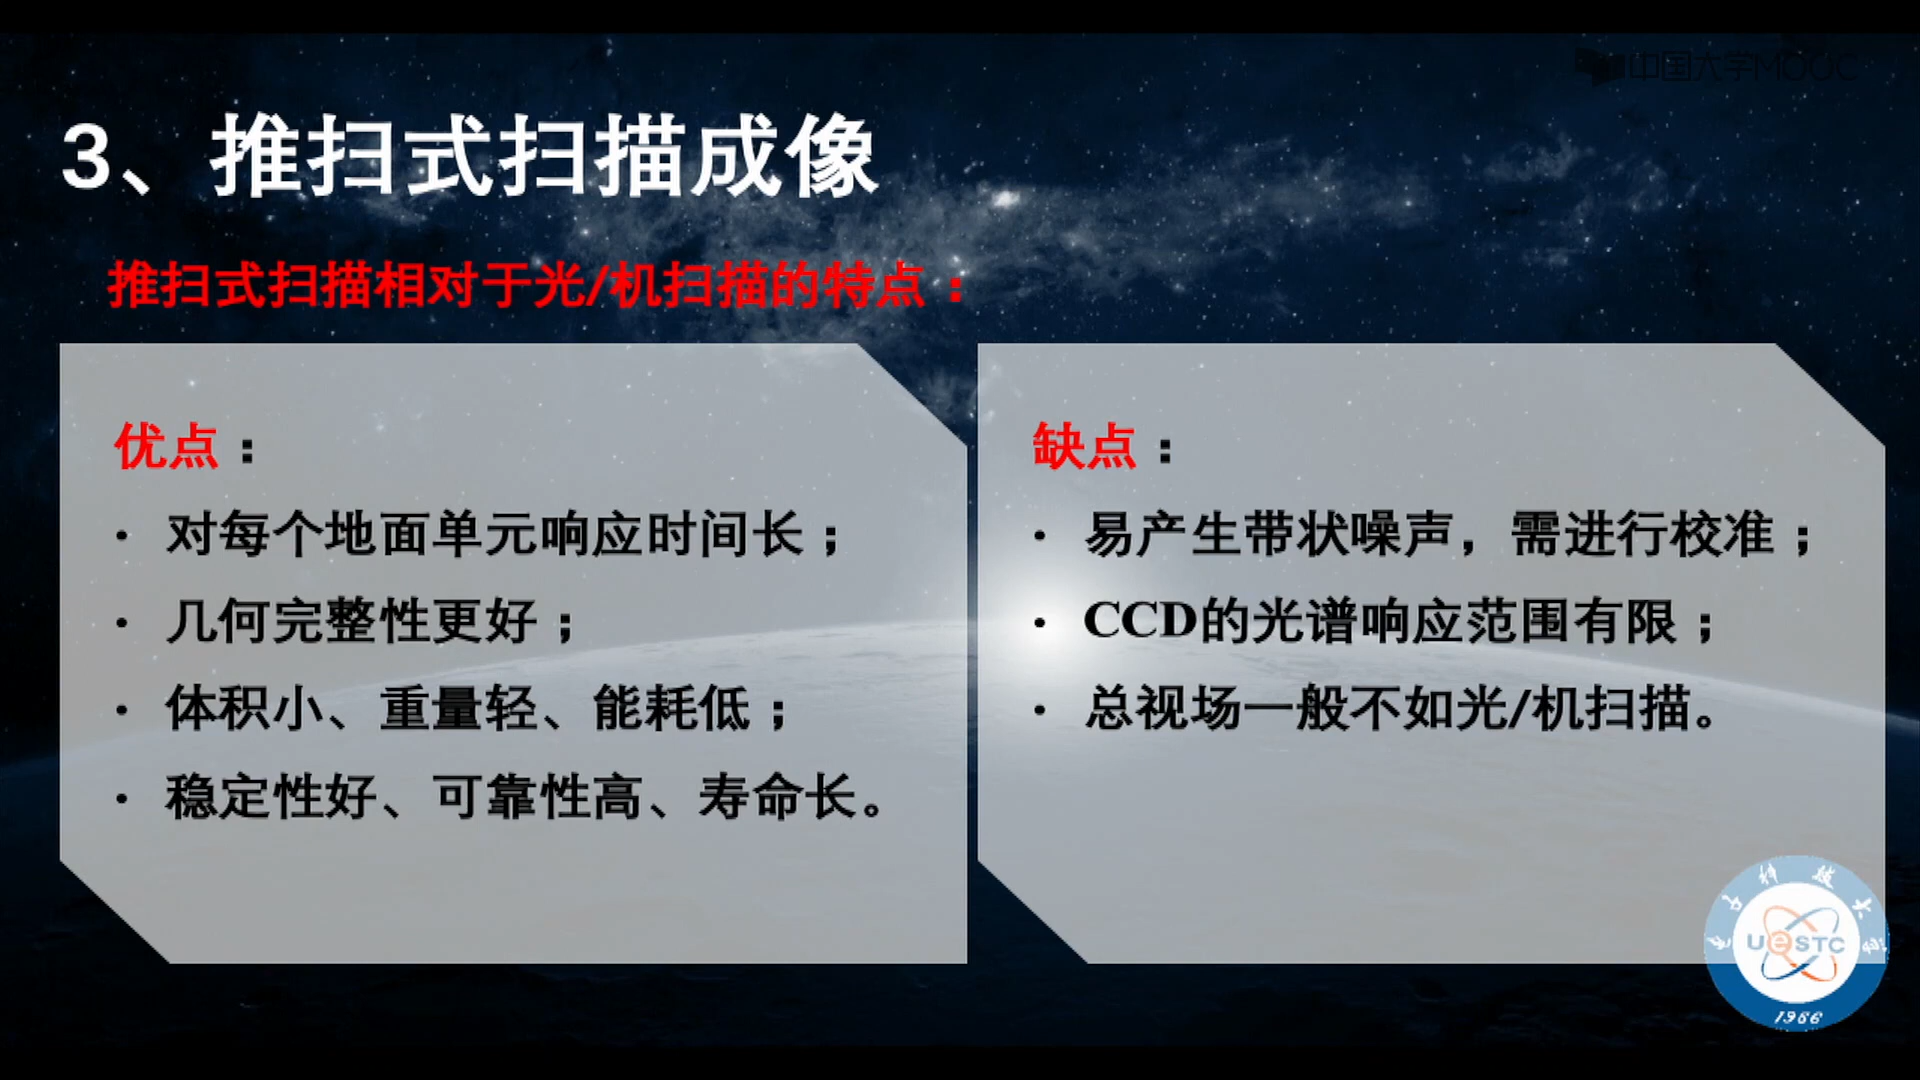 中国大学MOOC
3、推扫式扫描成像
推扫式扫描相对于光/机扫描的特点：
优点：
• 对每个地面单元响应时间长；
• 几何完整性更好；
• 体积小、重量轻、能耗低；
• 稳定性好、可靠性高、寿命长。
缺点：
• 易产生带状噪声，需进行校准；
• CCD的光谱响应范围有限；
• 总视场一般不如光/机扫描。
UeSTC
1956